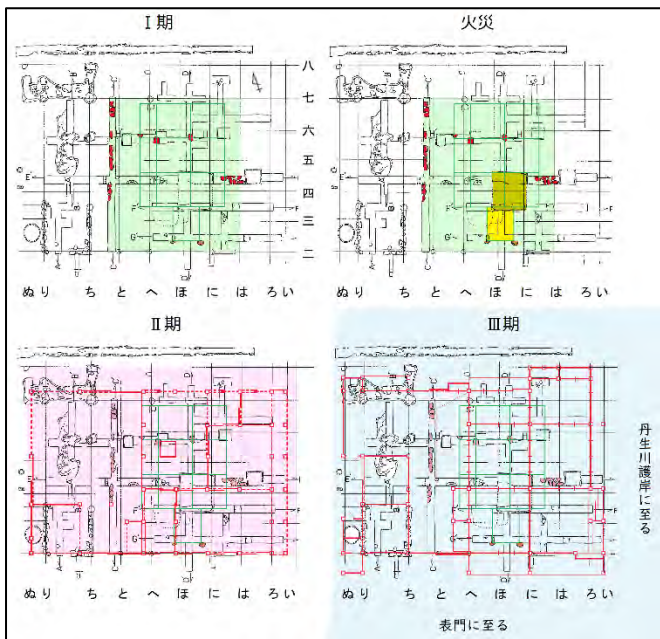 I期
火災
八
七
六
五
四
三
二
E
F
F
G
A
C
D
ぬり ちとへほにはろい
ぬり ちとへほにはろい
II期
III期
丹生川護岸に至る
ぬり ちとへほにはろい
ぬり ちとへほにはろい
表門に至る